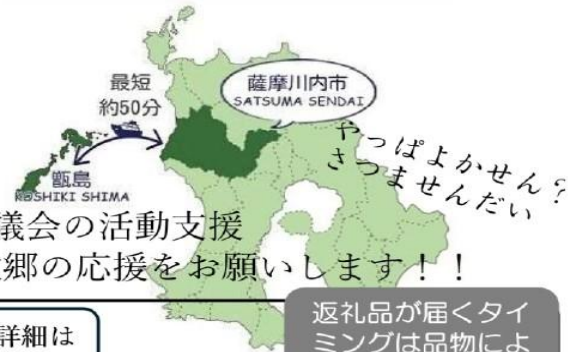 最短
約50分
薩摩川内市
SATSUMA SENDAI
やっぱよかせん?
さつませんだい
甑島
KOSHIKI SHIMA
議会の活動支援
郷の応援をお願いします!!
詳細は
返礼品が届くタイ
ミングは品物によ